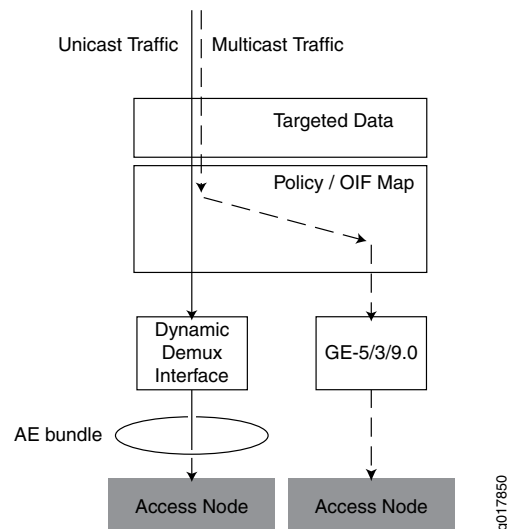 Unicast Traffic
Multicast Traffic
Targeted Data
Policy / OIF Map
Dynamic
Demux
Interface
GE-5/3/9.0
AE bundle
Access Node
Access Node
g017850